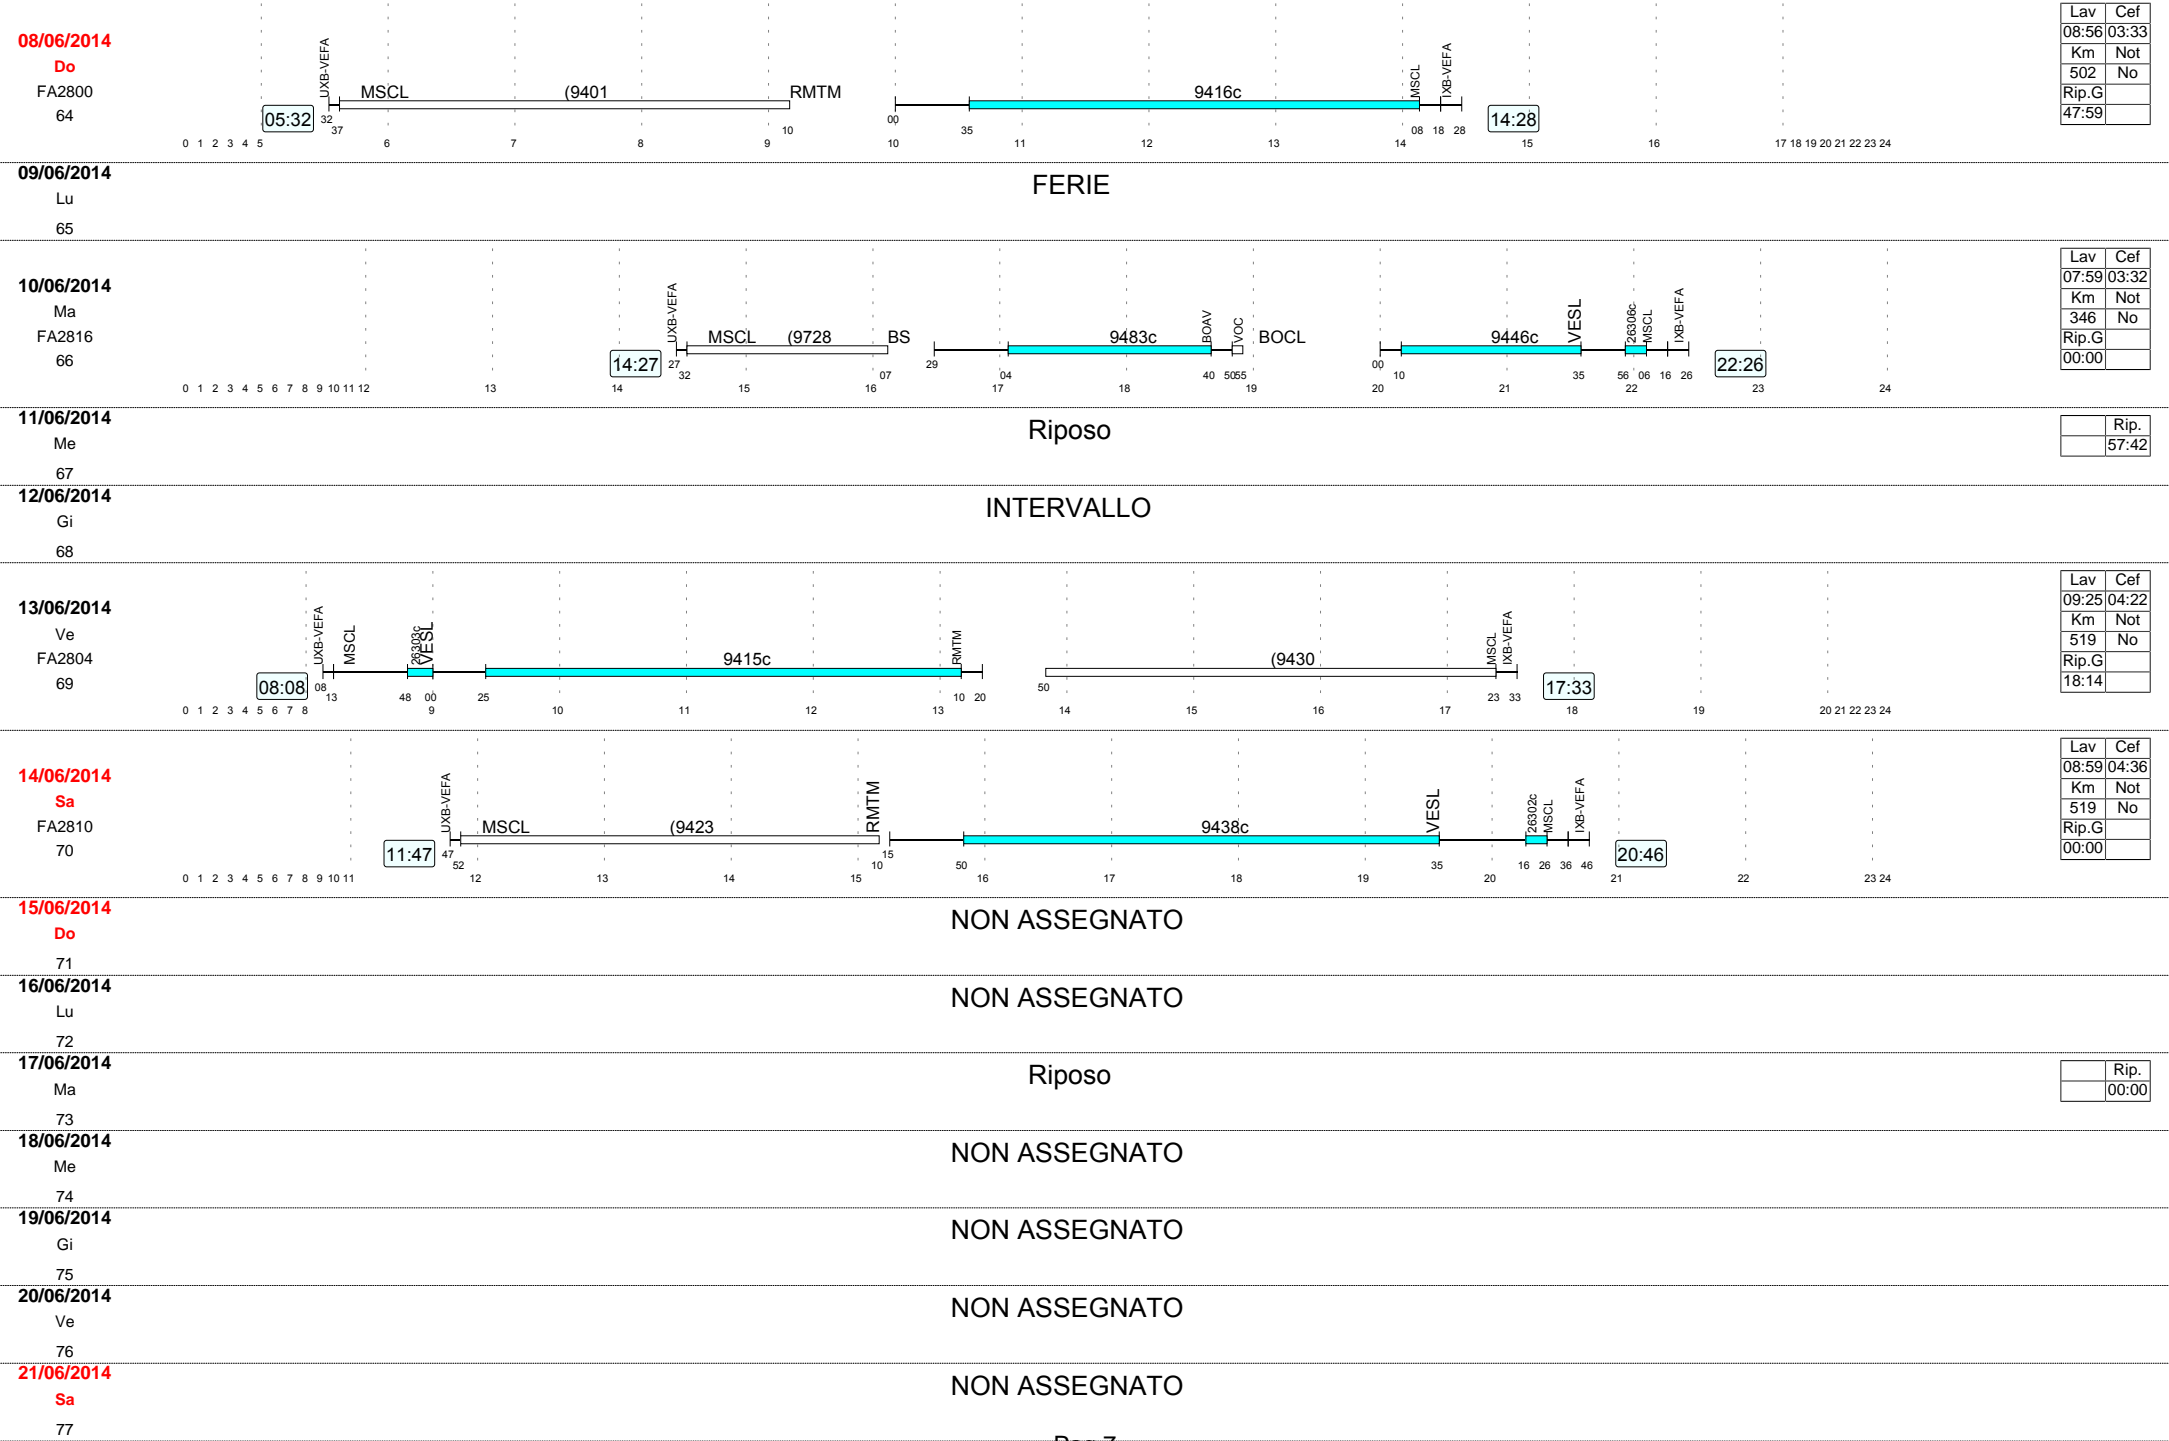 08/06/2014
Do
FA2800
64
05:32
UXB-VEFA
32
37
MSCL
(9401
RMTM
10
00
35
9416c
MSCL
IXB-VEFA
08 18 28
14:28
0 1 2 3 4 5 6 7 8 9 10 11 12 13 14 15 16 17 18 19 20 21 22 23 24
Lav Cef
08:56 03:33
Km Not
502 No
Rip.G
47:59
09/06/2014
Lu
65
FERIE
10/06/2014
Ma
FA2816
66
14:27
UXB-VEFA
27
32
MSCL
(9728
BS
07
29
04
9483c
BOAV
VOC
BOCL
40 50 55
00
10
9446c
VESL
26306c
MSCL
IXB-VEFA
35 56 06 16 26
22:26
0 1 2 3 4 5 6 7 8 9 10 11 12 13 14 15 16 17 18 19 20 21 22 23 24
Lav Cef
07:59 03:32
Km Not
346 No
Rip.G
00:00
11/06/2014
Me
67
Riposo
Rip.
57:42
12/06/2014
Gi
68
INTERVALLO
13/06/2014
Ve
FA2804
69
08:08
UXB-VEFA
08
13
MSCL
26303c
VESL
48 00 25
9415c
RMTM
10 20
50
(9430
MSCL
IXB-VEFA
23 33
17:33
0 1 2 3 4 5 6 7 8 9 10 11 12 13 14 15 16 17 18 19 20 21 22 23 24
Lav Cef
09:25 04:22
Km Not
519 No
Rip.G
18:14
14/06/2014
Sa
FA2810
70
11:47
UXB-VEFA
47
52
MSCL
(9423
RMTM
15
10
50
9438c
VESL
26302c
MSCL
IXB-VEFA
35 16 26 36 46
20:46
0 1 2 3 4 5 6 7 8 9 10 11 12 13 14 15 16 17 18 19 20 21 22 23 24
Lav Cef
08:59 04:36
Km Not
519 No
Rip.G
00:00
15/06/2014
Do
71
NON ASSEGNATO
16/06/2014
Lu
72
NON ASSEGNATO
17/06/2014
Ma
73
Riposo
Rip.
00:00
18/06/2014
Me
74
NON ASSEGNATO
19/06/2014
Gi
75
NON ASSEGNATO
20/06/2014
Ve
76
NON ASSEGNATO
21/06/2014
Sa
77
NON ASSEGNATO